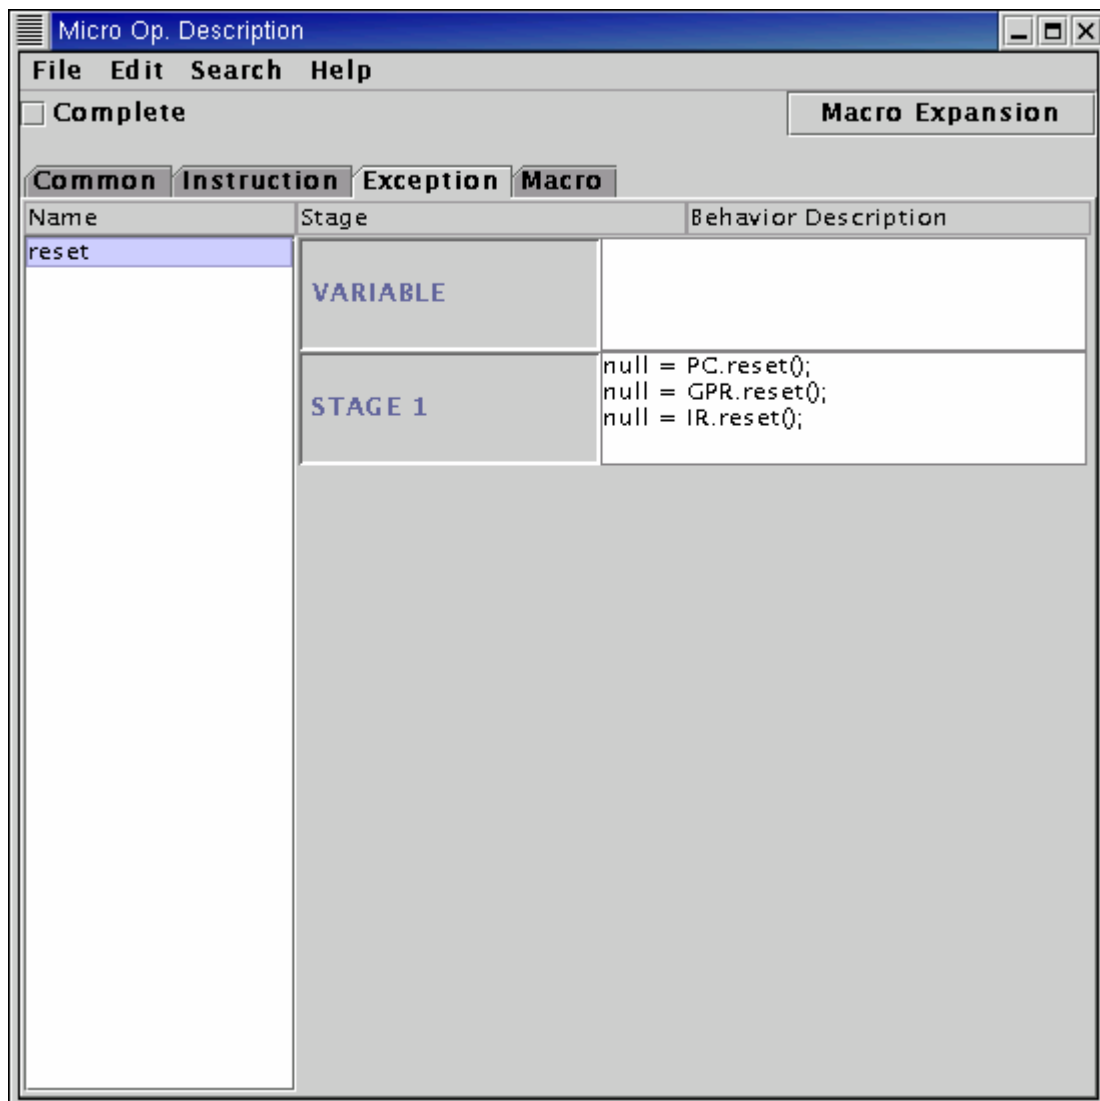 Micro Op. Description
File Edit Search Help
Complete Macro Expansion
Common Instruction Exception Macro
Name Stage Behavior Description
reset
VARIABLE
null = PC.reset();
null = GPR.reset();
null = IR.reset();
STAGE 1